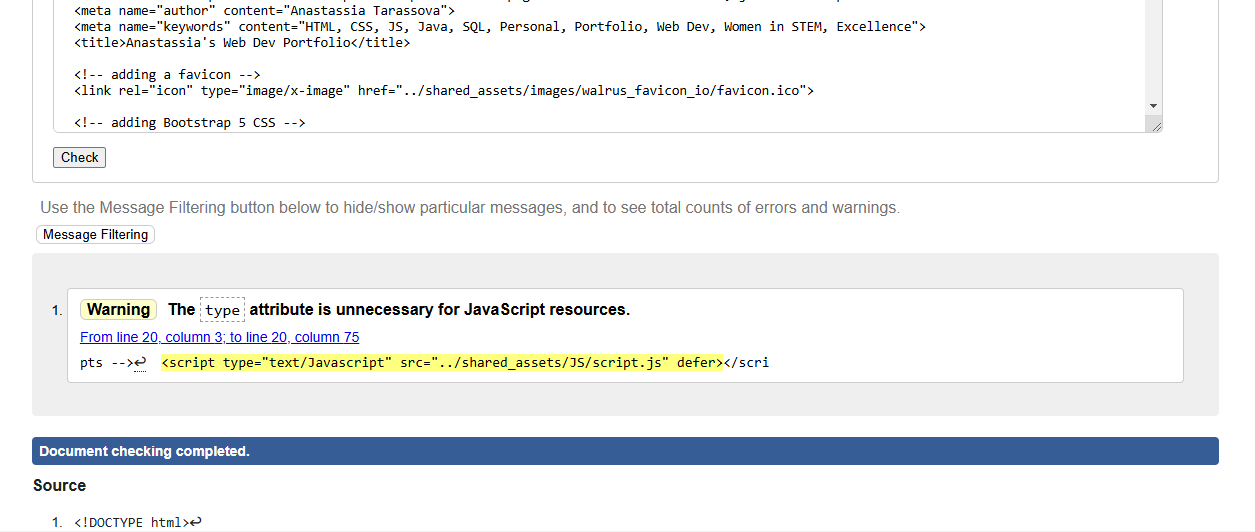 <meta name="author" content="Anastassia Tarassova">
<meta name="keywords" content="HTML, CSS, JS, Java, SQL, Personal, Portfolio, Web Dev, Women in STEM, Excellence">
<title>Anastassia's Web Dev Portfolio</title>
<!-- adding a favicon -->
<link rel="icon" type="image/x-image" href="../shared_assets/images/walrus_favicon_io/favicon.ico">
<!-- adding Bootstrap 5 CSS -->
Check
Use the Message Filtering button below to hide/show particular messages, and to see total counts of errors and warnings.
Message Filtering
1. Warning The type attribute is unnecessary for JavaScript resources.
From line 20, column 3; to line 20, column 75
pts -->↩ <script type="text/Javascript" src="../shared_assets/JS/script.js" defer></scri
Document checking completed.
Source
1. <!DOCTYPE html>↩